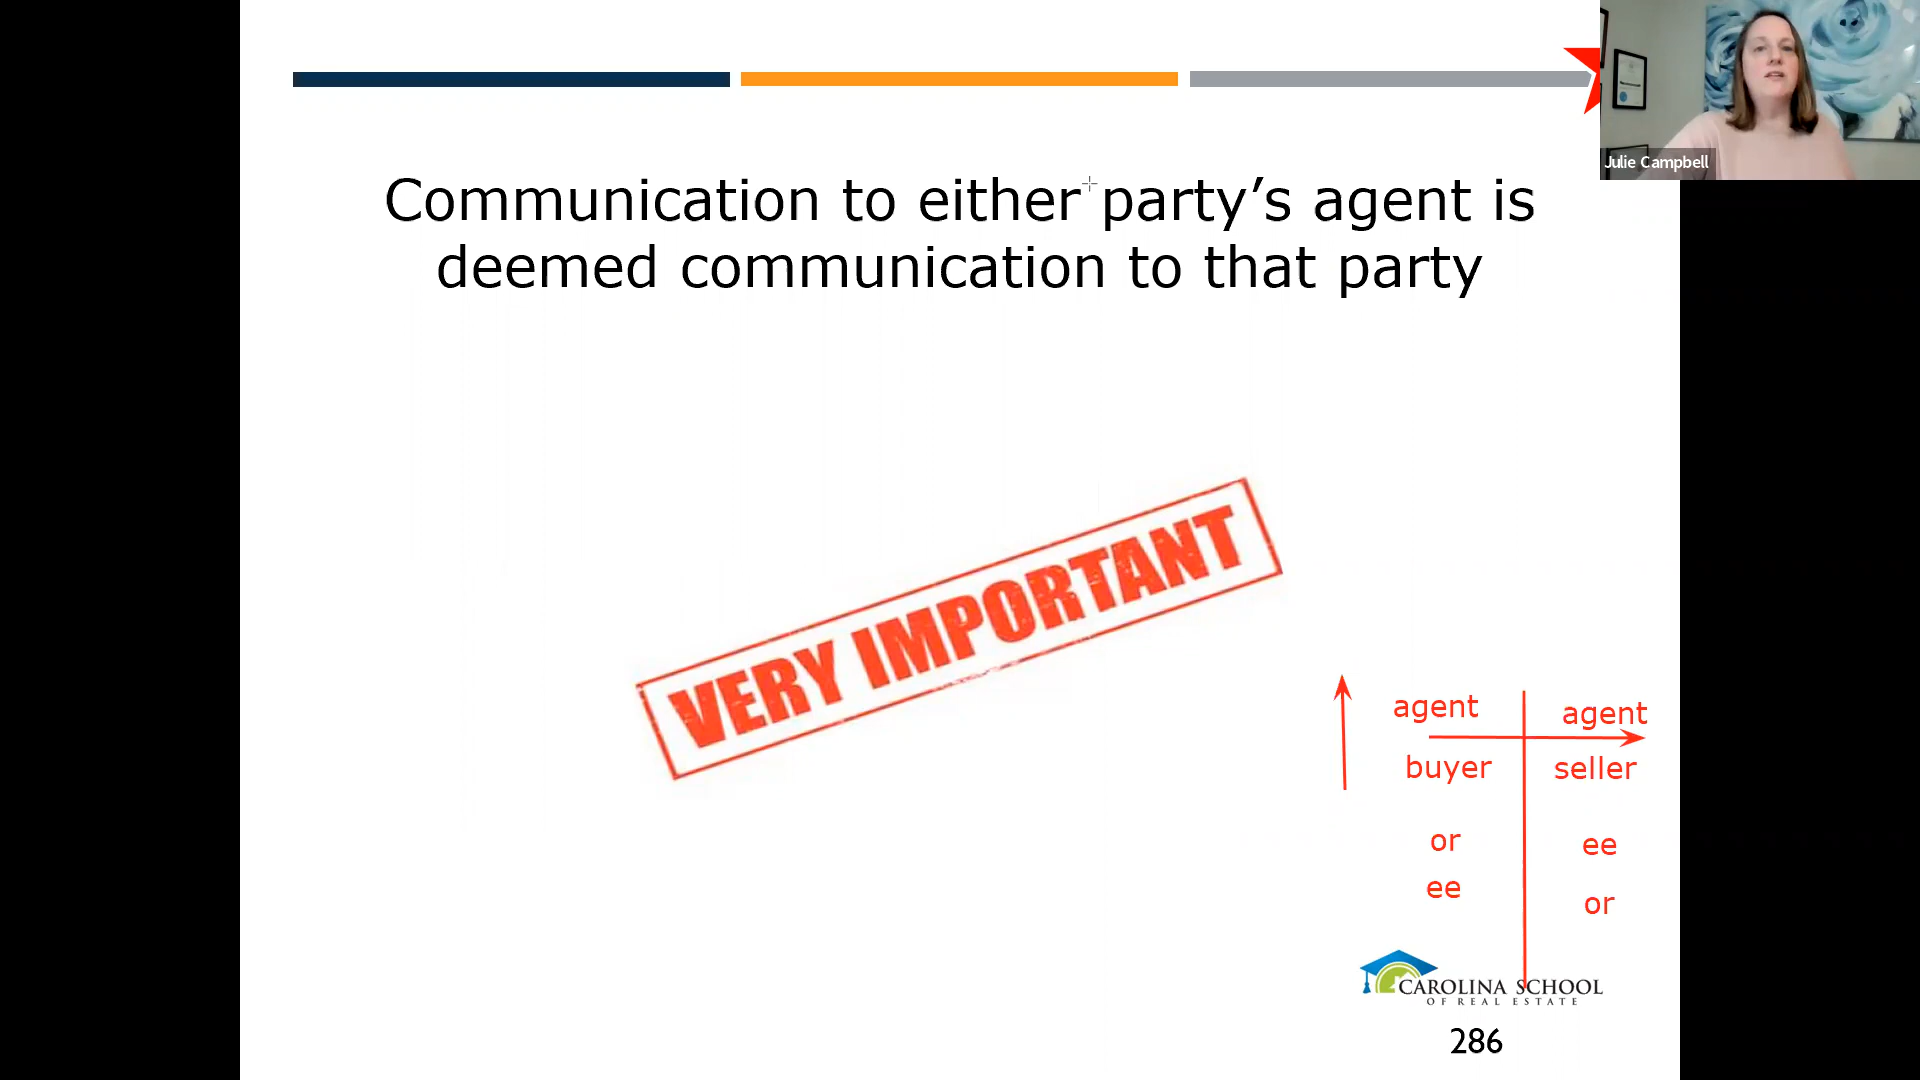 Julie Campbell
Communication to either party’s agent is
deemed communication to that party
VERY IMPORTANT
agent
agent
buyer
seller
or
ee
ee
or
CAROLINA SCHOOL
OF REAL ESTATE
286